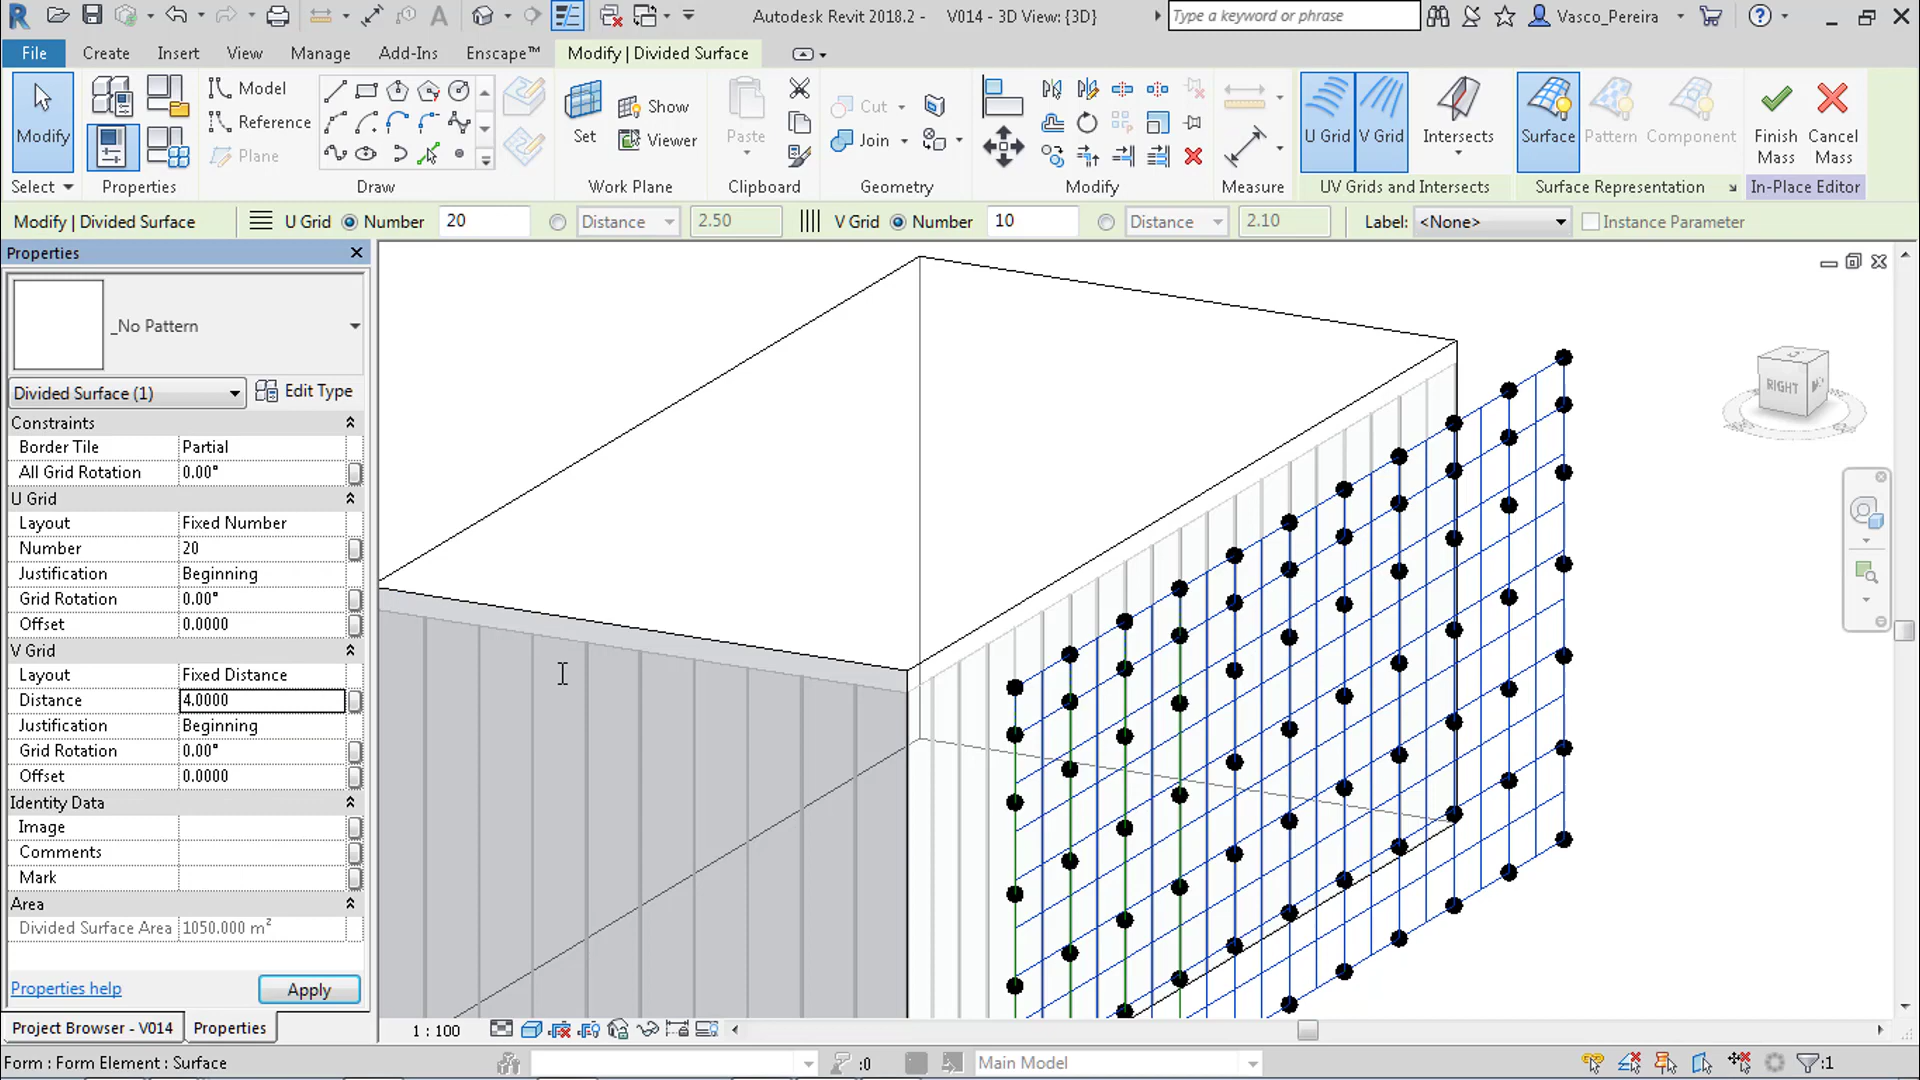 Autodesk Revit 2018.2 - V014 - 3D View: {3D}
Type a keyword or phrase
Vasco_Pereira
File Create Insert View Manage Add-Ins Enscape™ Modify | Divided Surface
Modify
Select
Properties
Model
Reference
Plane
Draw
Set
Show
Viewer
Work Plane
Paste
Clipboard
Cut
Join
Geometry
Modify
Measure
U Grid V Grid Intersects
UV Grids and Intersects
Surface Pattern Component
Surface Representation
Finish Mass
Cancel Mass
In-Place Editor
Modify | Divided Surface U Grid Number 20 Distance 2.50 V Grid Number 10 Distance 2.10 Label: <None> Instance Parameter
Properties
_No Pattern
Divided Surface (1) Edit Type
Constraints
Border Tile Partial
All Grid Rotation 0.00°
U Grid
Layout Fixed Number
Number 20
Justification Beginning
Grid Rotation 0.00°
Offset 0.0000
V Grid
Layout Fixed Distance
Distance 4.0000
Justification Beginning
Grid Rotation 0.00°
Offset 0.0000
Identity Data
Image
Comments
Mark
Area
Divided Surface Area 1050.000 m²
Properties help Apply
Project Browser - V014 Properties
RIGHT
1 : 100
Form : Form Element : Surface
:0
Main Model
:1